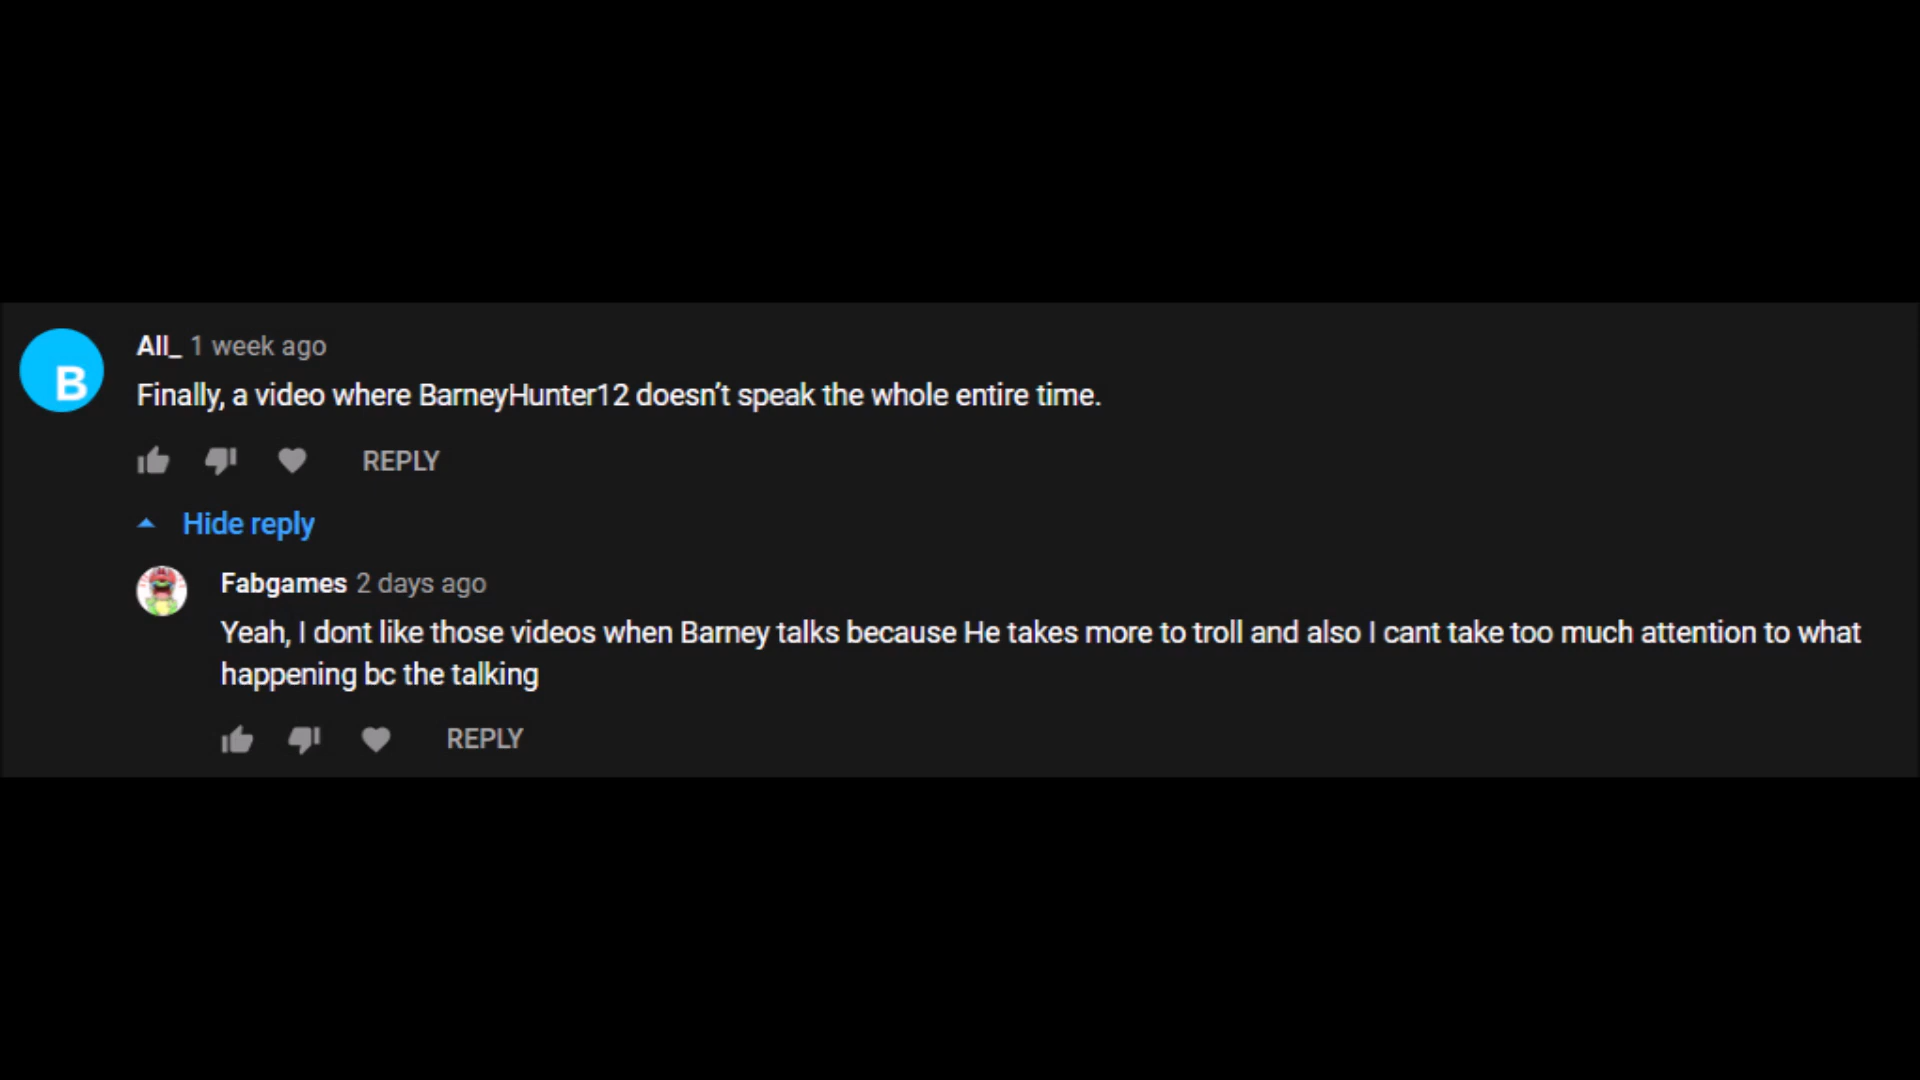 B
All_ 1 week ago
Finally, a video where BarneyHunter12 doesn’t speak the whole entire time.
REPLY
Hide reply
Fabgames 2 days ago
Yeah, I dont like those videos when Barney talks because He takes more to troll and also I cant take too much attention to what
happening bc the talking
REPLY